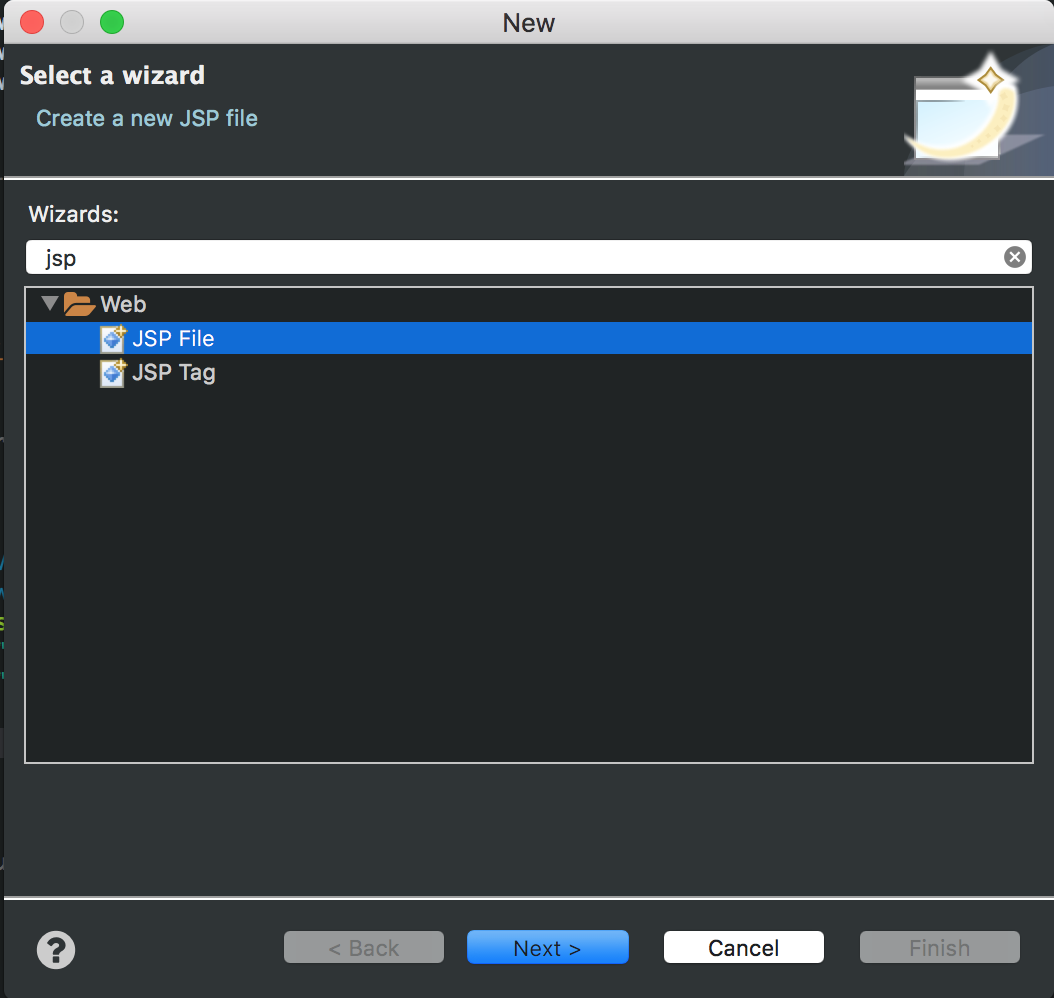 New
Select a wizard
Create a new JSP file
Wizards:
jsp
Web
JSP File
JSP Tag
?
< Back
Next >
Cancel
Finish